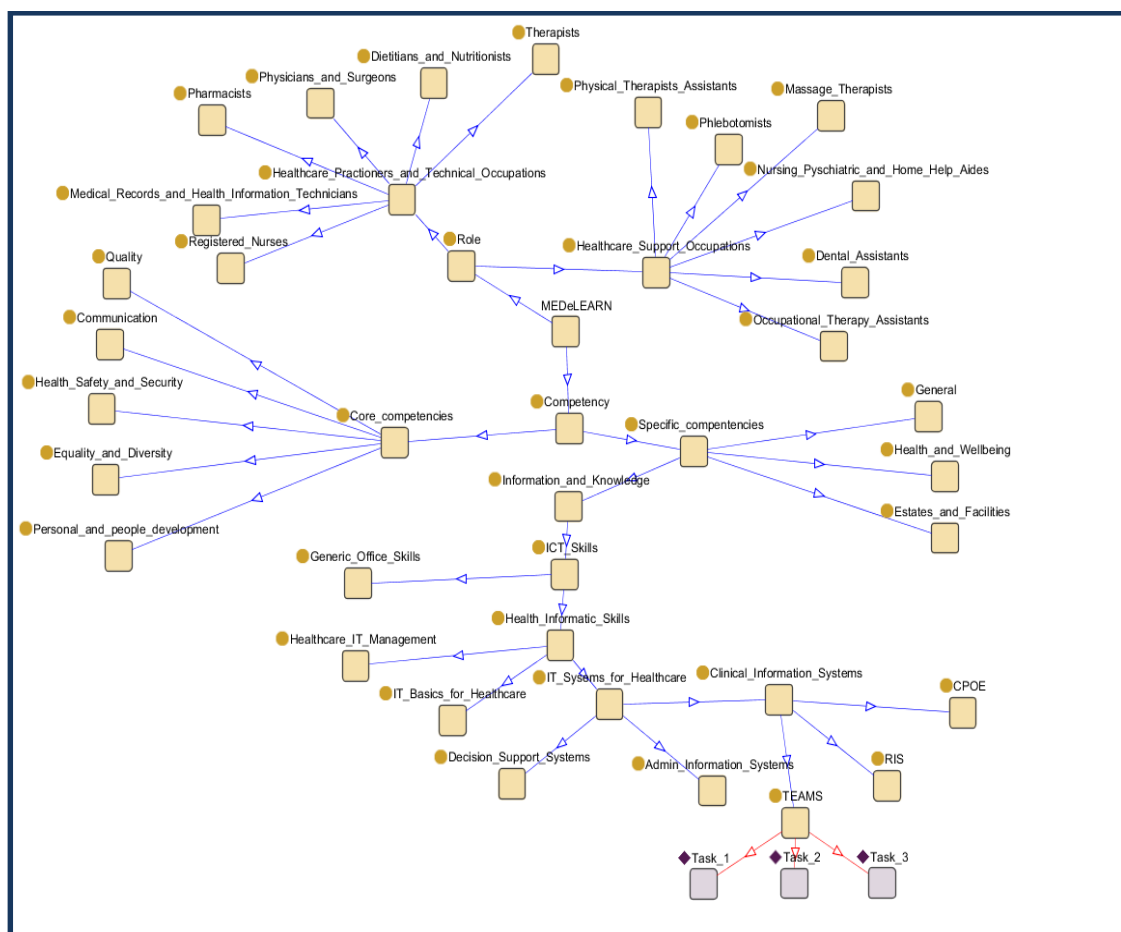 Therapists
Dietitians_and_Nutritionists
Physicians_and_Surgeons
Physical_Therapists_Assistants
Massage_Therapists
Pharmacists
Phlebotomists
Healthcare_Practioners_and_Technical_Occupations
Nursing_Pyschiatric_and_Home_Help_Aides
Medical_Records_and_Health_Information_Technicians
Registered_Nurses
Role
Healthcare_Support_Occupations
Quality
Dental_Assistants
MEDeLEARN
Communication
Occupational_Therapy_Assistants
Health_Safety_and_Security
General
Competency
Core_competencies
Specific_compentencies
Equality_and_Diversity
Health_and_Wellbeing
Information_and_Knowledge
Estates_and_Facilities
Personal_and_people_development
ICT_Skills
Generic_Office_Skills
Health_Informatic_Skills
Healthcare_IT_Management
Clinical_Information_Systems
IT_Sysems_for_Healthcare
CPOE
IT_Basics_for_Healthcare
Decision_Support_Systems
RIS
Admin_Information_Systems
TEAMS
Task_1
Task_2
Task_3